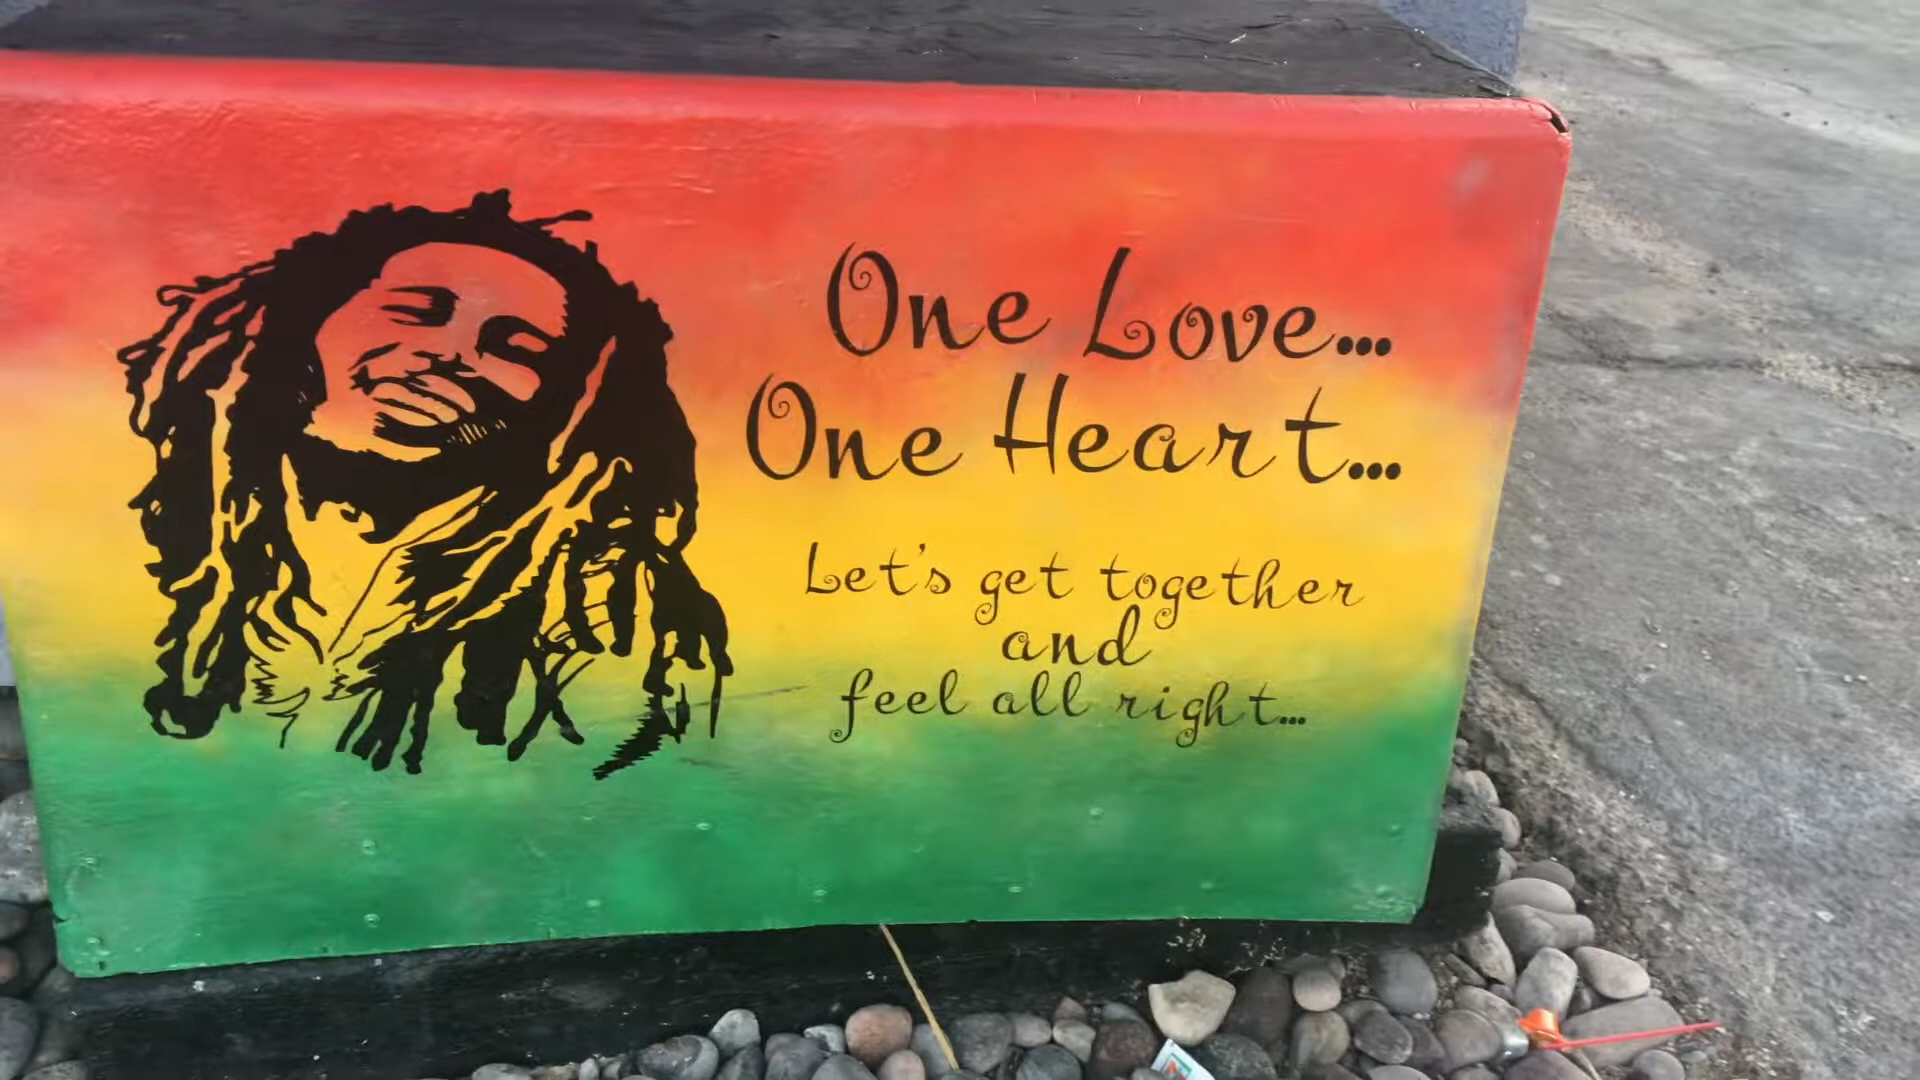 One Love...
One Heart...
Let's get together
and
feel all right...